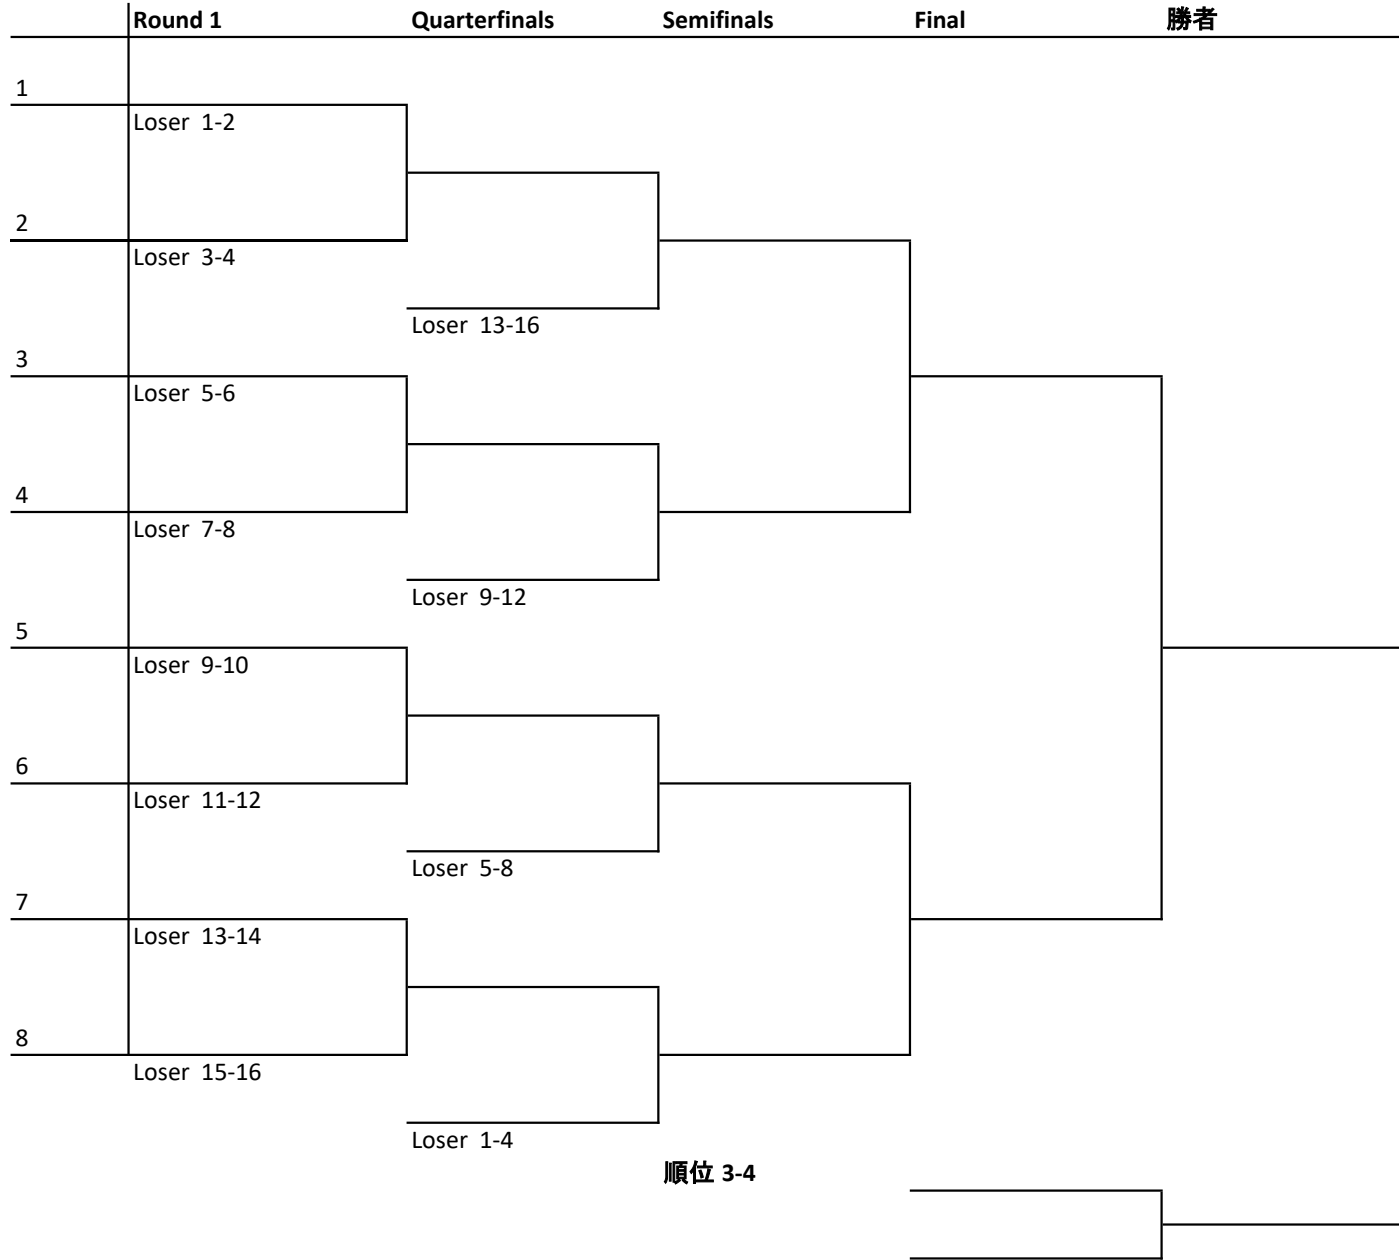 Round 1 Quarterfinals Semifinals Final 勝者
1
Loser 1-2
2
Loser 3-4
Loser 13-16
3
Loser 5-6
4
Loser 7-8
Loser 9-12
5
Loser 9-10
6
Loser 11-12
Loser 5-8
7
Loser 13-14
8
Loser 15-16
Loser 1-4
順位 3-4